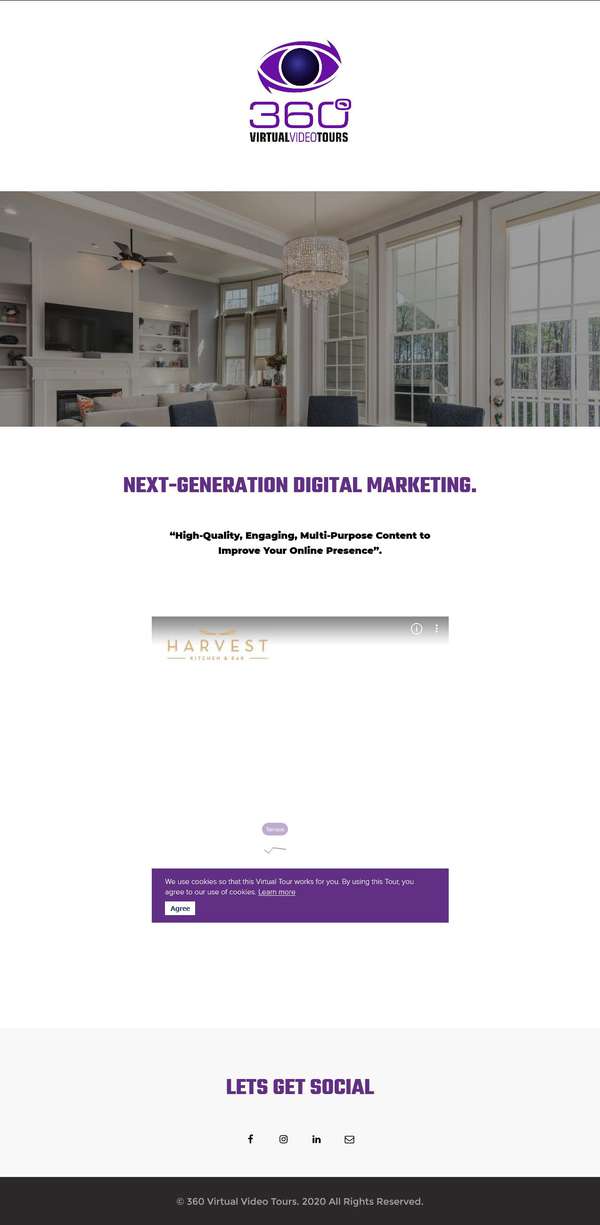 360°
VIRTUALVIDEOTOURS
NEXT-GENERATION DIGITAL MARKETING.
“High-Quality, Engaging, Multi-Purpose Content to
Improve Your Online Presence”.
HARVEST
KITCHEN & BAR
Terrace
We use cookies so that this Virtual Tour works for you. By using this Tour, you
agree to our use of cookies. Learn more
Agree
LETS GET SOCIAL
© 360 Virtual Video Tours. 2020 All Rights Reserved.